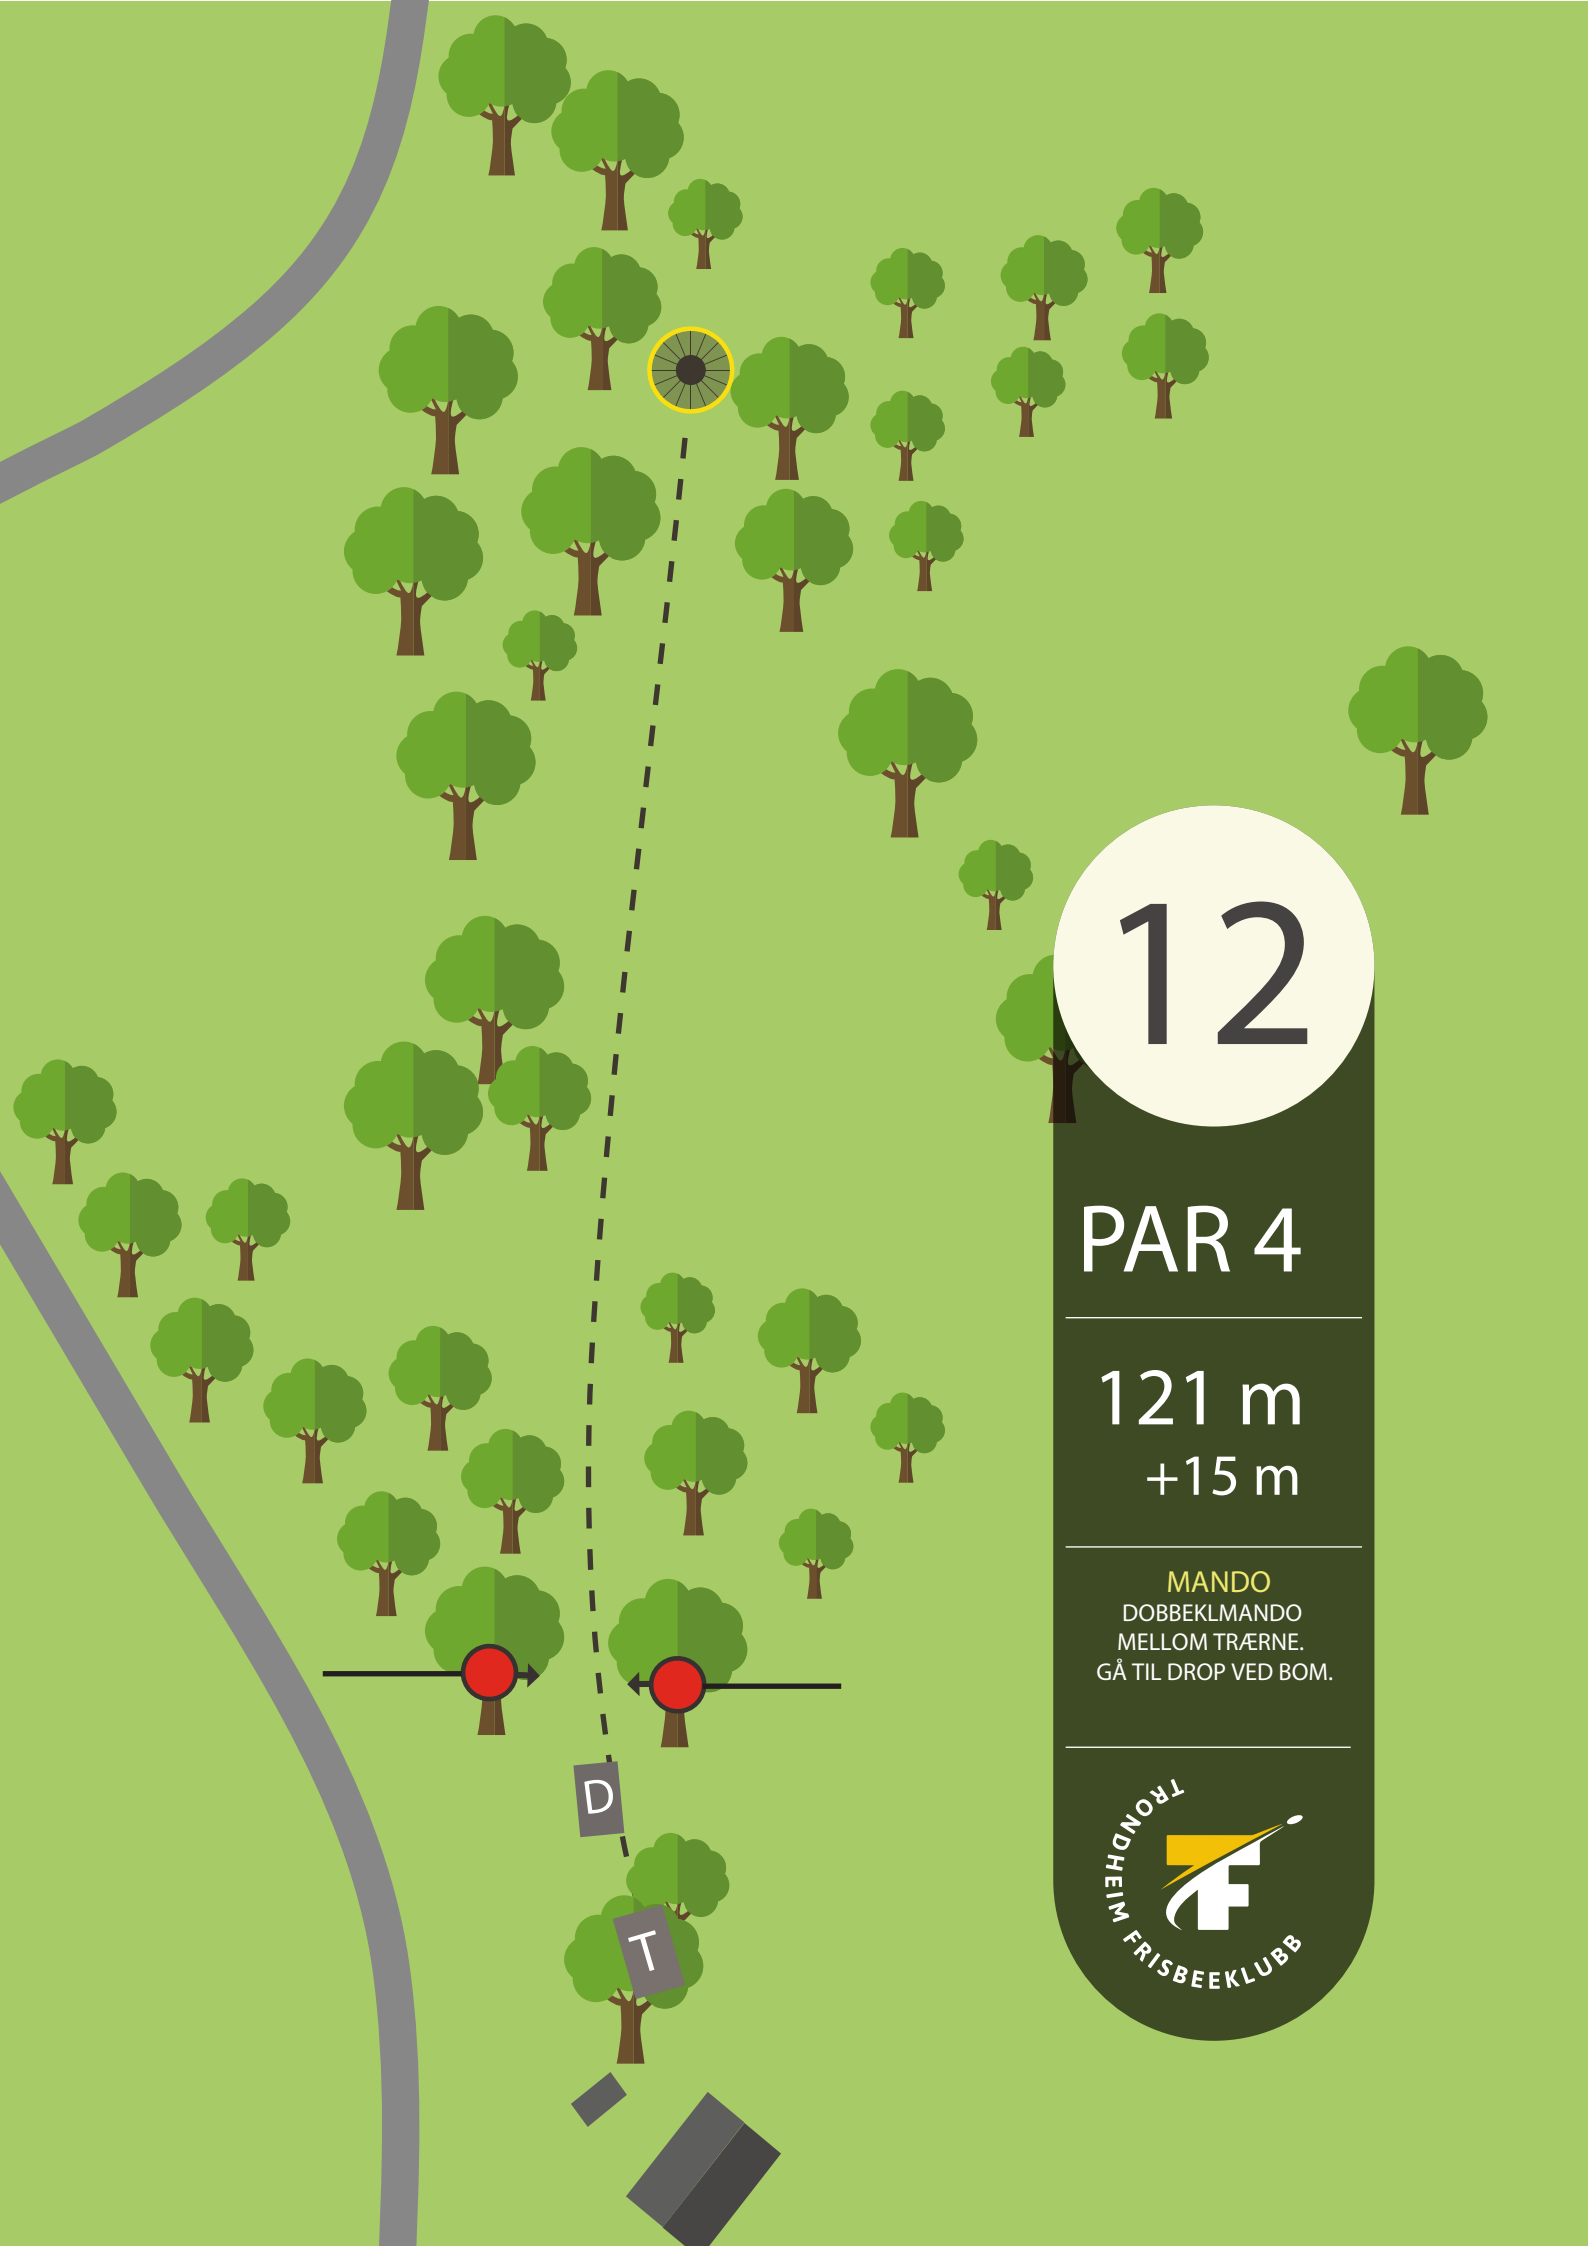 12
PAR 4
121 m
+15 m
MANDO
DOBBEKLMANDO
MELLOM TRÆRNE.
GÅ TIL DROP VED BOM.
D
T
TRONDHEIM FRISBEEKLUBB
F